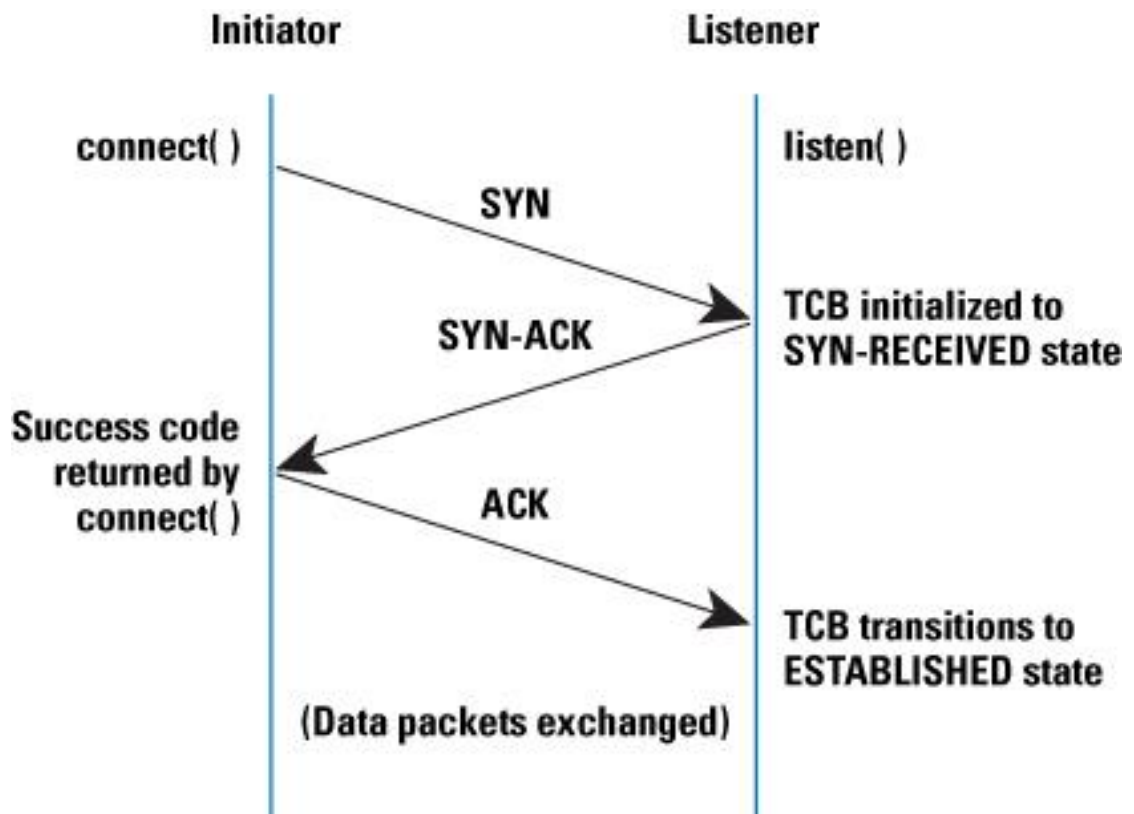 Initiator
Listener
connect( )
listen( )
SYN
TCB initialized to
SYN-RECEIVED state
SYN-ACK
Success code
returned by
connect( )
ACK
TCB transitions to
ESTABLISHED state
(Data packets exchanged)